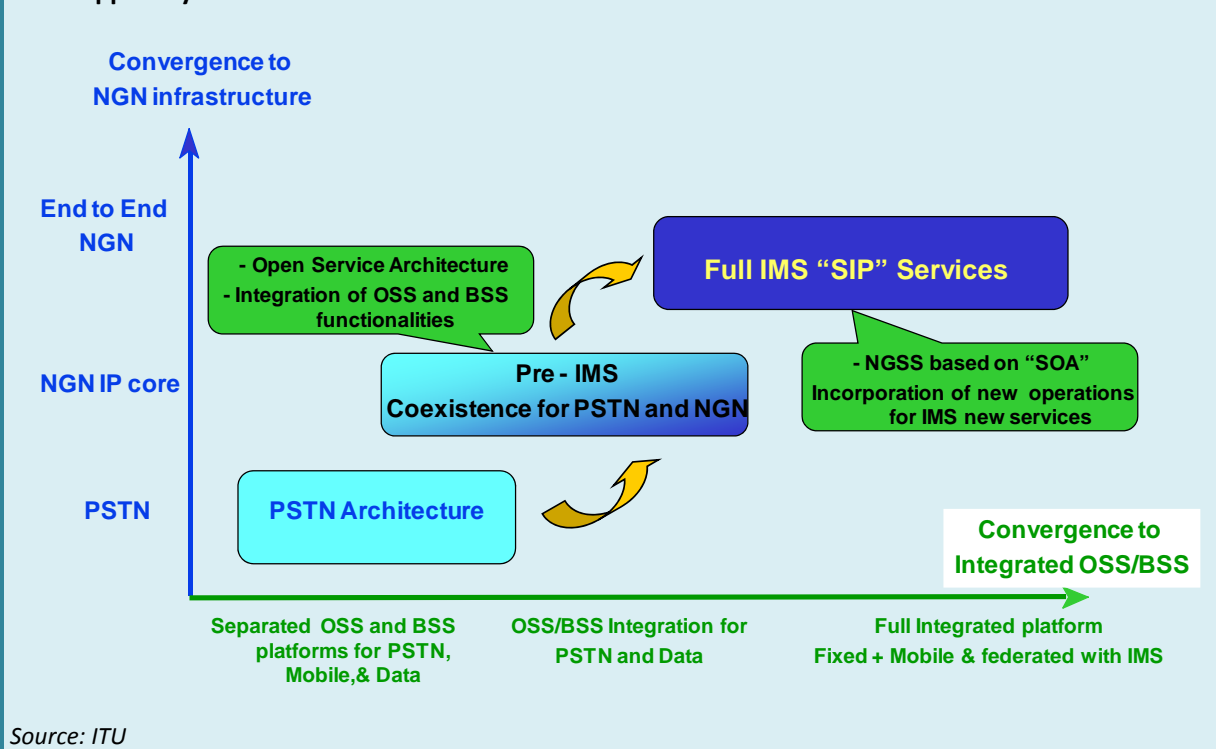 Convergence to
NGN infrastructure
End to End
NGN
- Open Service Architecture
- Integration of OSS and BSS
functionalities
Full IMS “SIP” Services
NGN IP core
Pre - IMS
Coexistence for PSTN and NGN
- NGSS based on “SOA”
Incorporation of new operations
for IMS new services
PSTN
PSTN Architecture
Convergence to
Integrated OSS/BSS
Separated OSS and BSS
platforms for PSTN,
Mobile,& Data
OSS/BSS Integration for
PSTN and Data
Full Integrated platform
Fixed + Mobile & federated with IMS
Source: ITU